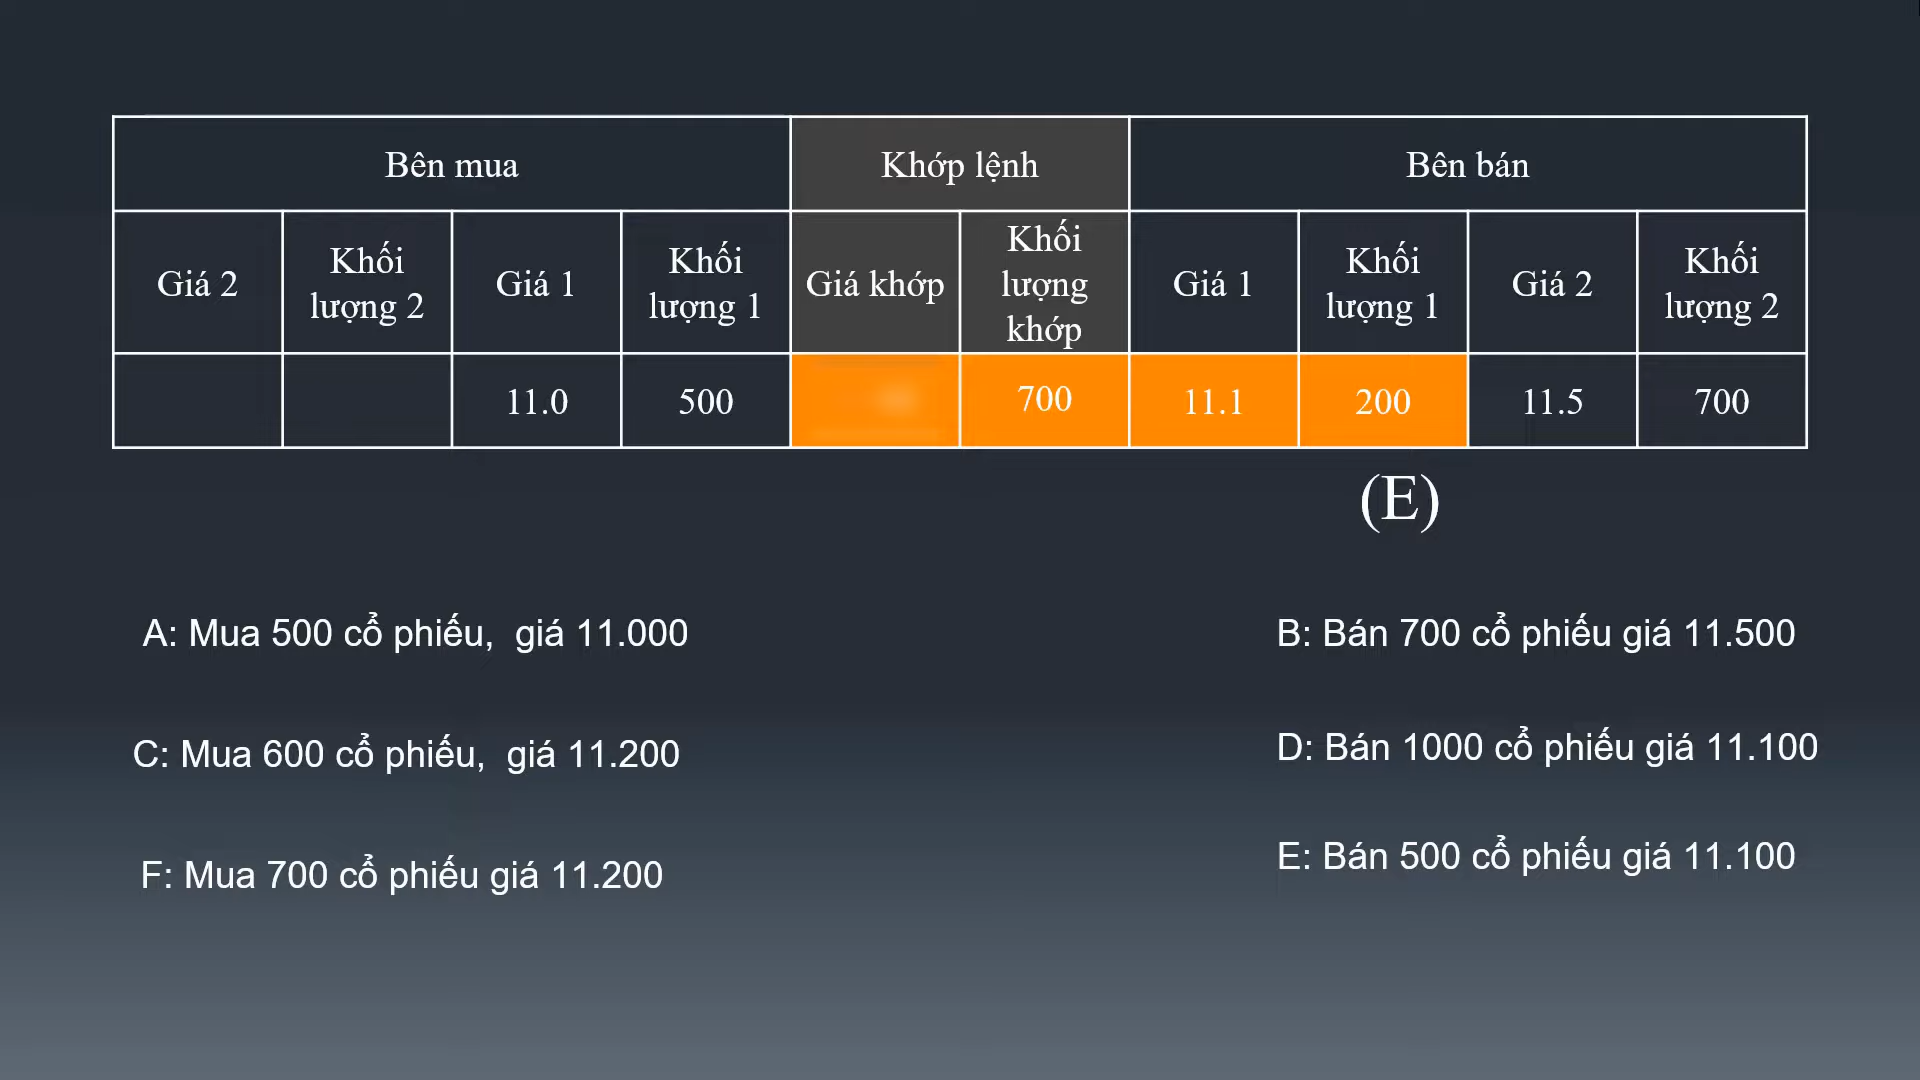 Bên mua Khớp lệnh Bên bán
Giá 2 Khối lượng 2 Giá 1 Khối lượng 1 Giá khớp Khối lượng khớp Giá 1 Khối lượng 1 Giá 2 Khối lượng 2
11.0 500 700 11.1 200 11.5 700
(E)
A: Mua 500 cổ phiếu, giá 11.000
B: Bán 700 cổ phiếu giá 11.500
C: Mua 600 cổ phiếu, giá 11.200
D: Bán 1000 cổ phiếu giá 11.100
F: Mua 700 cổ phiếu giá 11.200
E: Bán 500 cổ phiếu giá 11.100